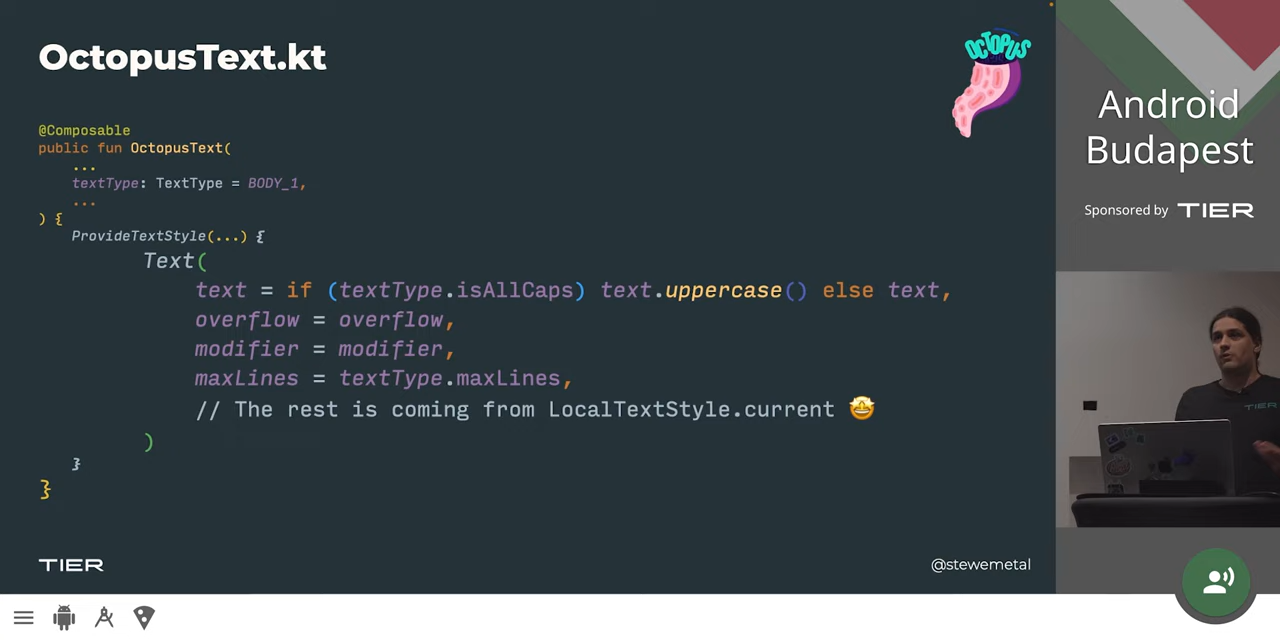 OctopusText.kt
OCTOPUS
@Composable
public fun OctopusText(
...
textType: TextType = BODY_1,
...
) {
ProvideTextStyle(...) {
Text(
text = if (textType.isAllCaps) text.uppercase() else text,
overflow = overflow,
modifier = modifier,
maxLines = textType.maxLines,
// The rest is coming from LocalTextStyle.current 🤩
)
}
}
TIER
@stewemetal
Android
Budapest
Sponsored by TIER
TIER